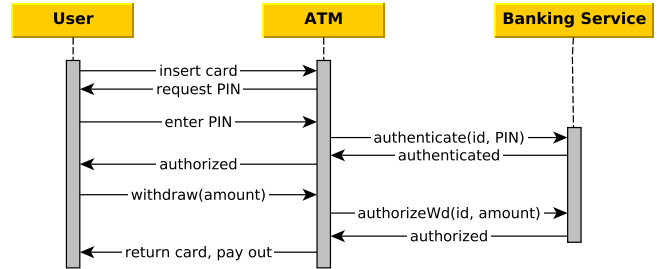 User
ATM
Banking Service
insert card
request PIN
enter PIN
authenticate(id, PIN)
authenticated
authorized
withdraw(amount)
authorizeWd(id, amount)
authorized
return card, pay out